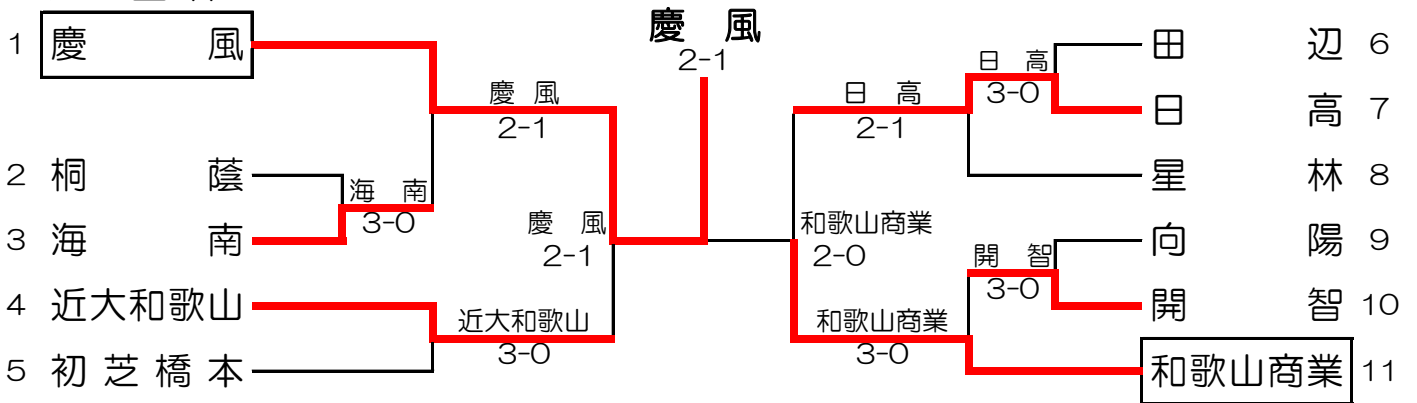 慶風
2-1
1 慶風
慶風
2-1
2 桐蔭
海南
3-0
3 海南
慶風
2-1
4 近大和歌山
近大和歌山
3-0
5 初芝橋本
田辺 6
日高
3-0
日高 7
日高
2-1
星林 8
和歌山商業
2-0
向陽 9
開智
3-0
開智 10
和歌山商業
3-0
和歌山商業 11